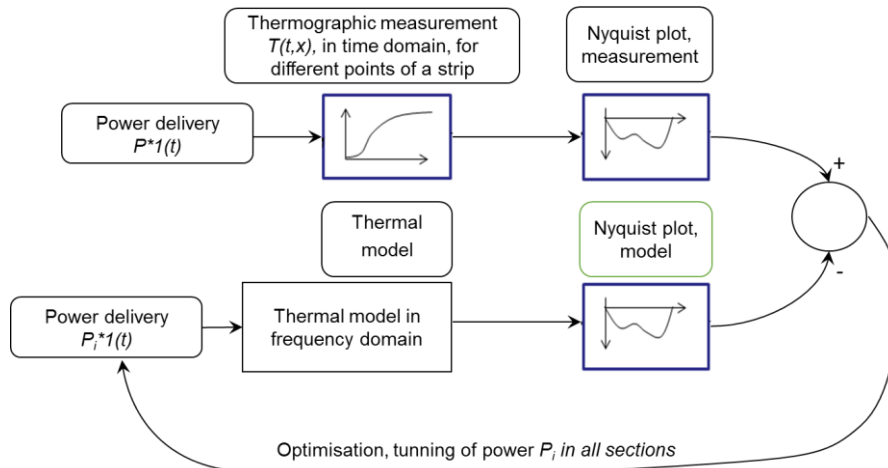 Thermographic measurement
T(t,x), in time domain, for
different points of a strip
Nyquist plot,
measurement
Power delivery
P*1(t)
+
Thermal
model
Nyquist plot,
model
-
Power delivery
Pi*1(t)
Thermal model in
frequency domain
Optimisation, tunning of power Pi in all sections